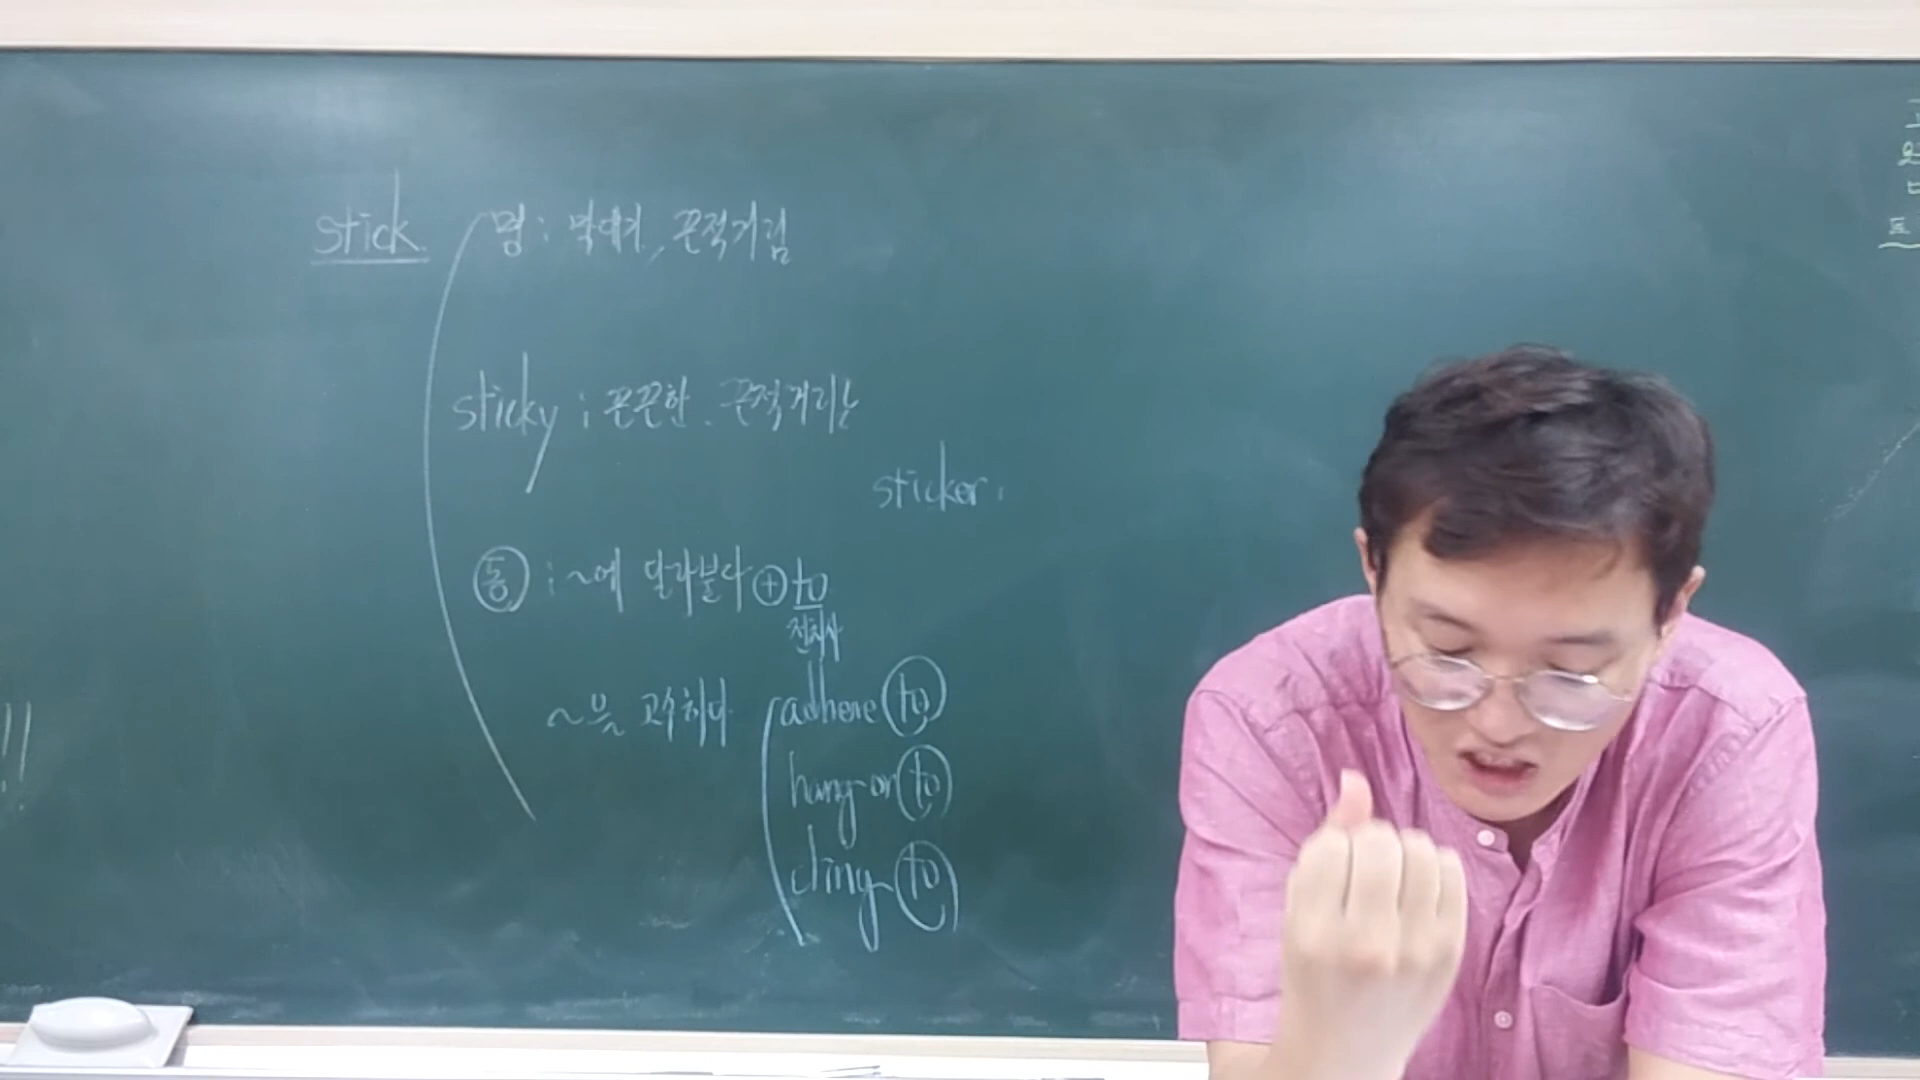 stick. 명 : 막대기, 끈적거림
sticky : 끈끈한. 끈적거리는
sticker :
동 : ~에 달라붙다 + to
전치사
~을 고수하다 adhere to
hang on to
cling to